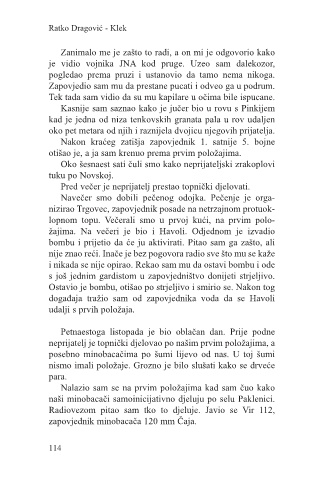 Ratko Dragović - Klek
Zanimalo me je zašto to radi, a on mi je odgovorio kako
je vidio vojnika JNA kod pruge. Uzeo sam dalekozor,
pogledao prema pruzi i ustanovio da tamo nema nikoga.
Zapovjedio sam mu da prestane pucati i odveo ga u podrum.
Tek tada sam vidio da su mu kapilare u očima bile ispucane.
Kasnije sam saznao kako je jučer bio u rovu s Pinkijem
kad je jedna od niza tenkovskih granata pala u rov udaljen
oko pet metara od njih i raznijela dvojicu njegovih prijatelja.
Nakon kraćeg zatišja zapovjednik 1. satnije 5. bojne
otišao je, a ja sam krenuo prema prvim položajima.
Oko šesnaest sati čuli smo kako neprijateljski zrakoplovi
tuku po Novskoj.
Pred večer je neprijatelj prestao topnički djelovati.
Navečer smo dobili pečenog odojka. Pečenje je orga-
nizirao Trgovec, zapovjednik posade na netrzajnom protuok-
lopnom topu. Večerali smo u prvoj kući, na prvim polo-
žajima. Na večeri je bio i Havoli. Odjednom je izvadio
bombu i prijetio da će ju aktivirati. Pitao sam ga zašto, ali
nije znao reći. Inače je bez pogovora radio sve što mu se kaže
i nikada se nije opirao. Rekao sam mu da ostavi bombu i ode
s još jednim gardistom u zapovjedništvo donijeti strjeljivo.
Ostavio je bombu, otišao po strjeljivo i smirio se. Nakon tog
događaja tražio sam od zapovjednika voda da se Havoli
udalji s prvih položaja.
Petnaestoga listopada je bio oblačan dan. Prije podne
neprijatelj je topnički djelovao po našim prvim položajima, a
posebno minobacačima po šumi lijevo od nas. U toj šumi
nismo imali položaje. Grozno je bilo slušati kako se drveće
para.
Nalazio sam se na prvim položajima kad sam čuo kako
naši minobacači samoinicijativno djeluju po selu Paklenici.
Radiovezom pitao sam tko to djeluje. Javio se Vir 112,
zapovjednik minobacača 120 mm Čaja.
114